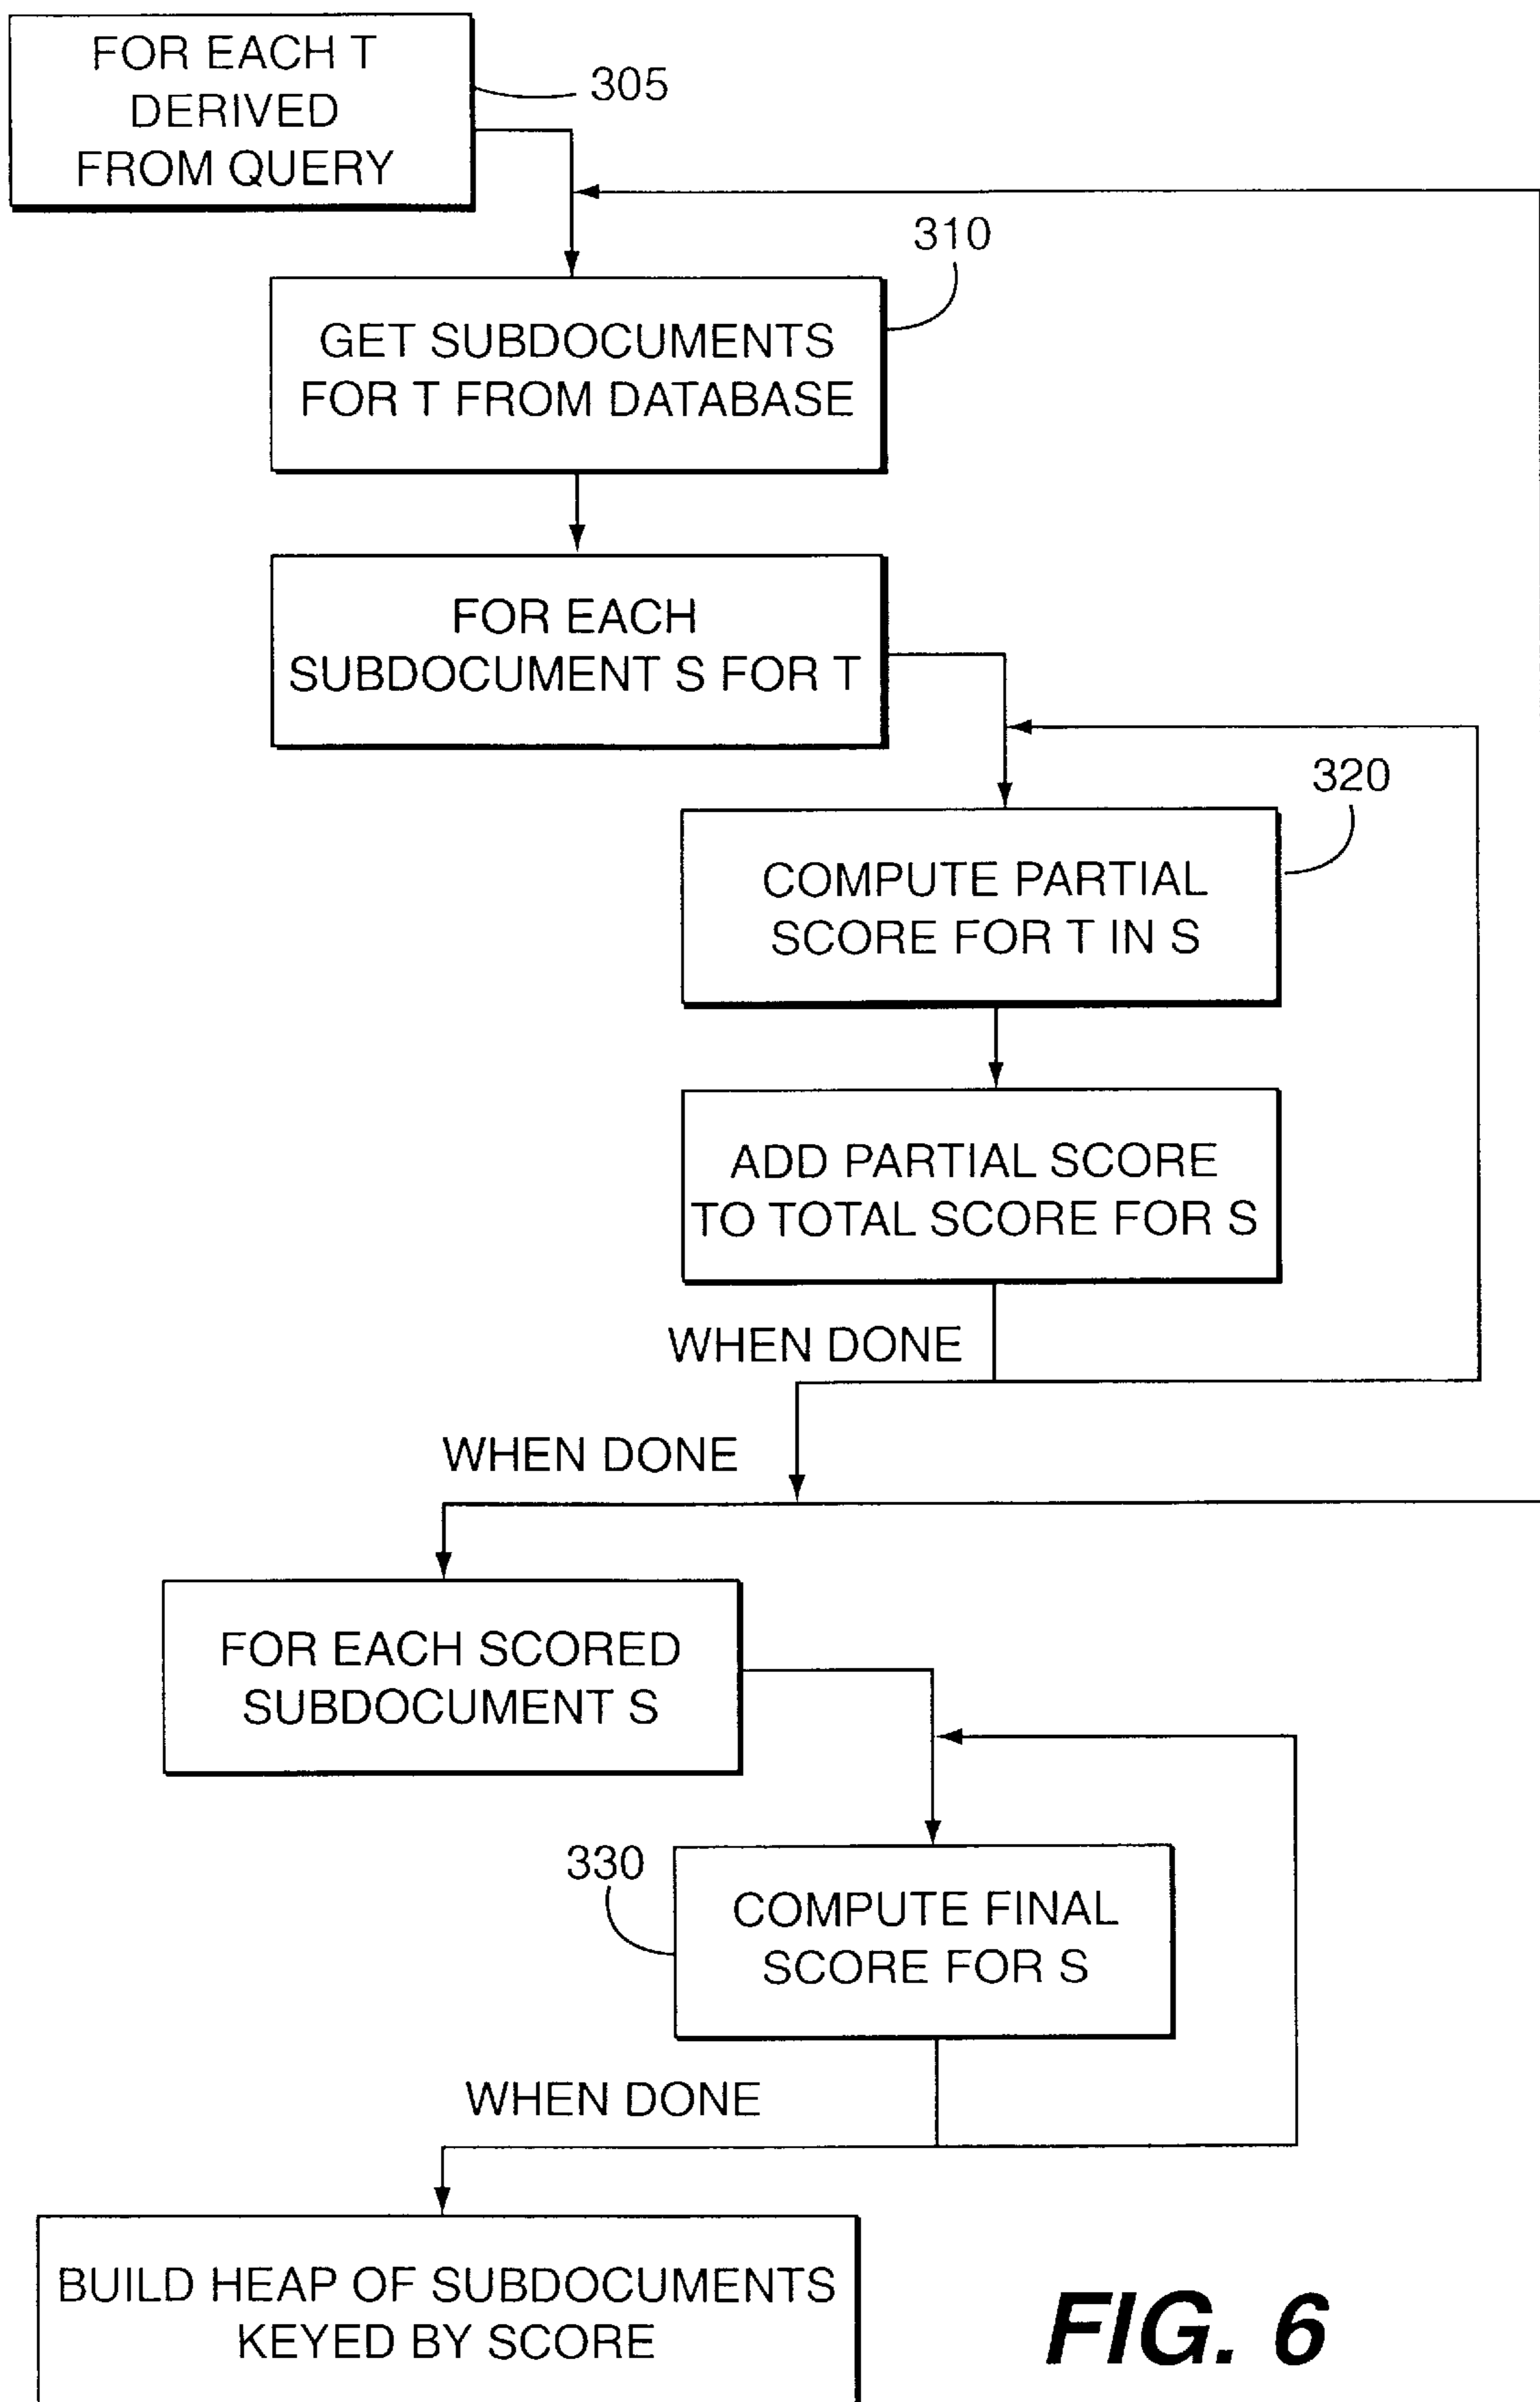 FOR EACH T
DERIVED
FROM QUERY
305
310
GET SUBDOCUMENTS
FOR T FROM DATABASE
FOR EACH
SUBDOCUMENT S FOR T
320
COMPUTE PARTIAL
SCORE FOR T IN S
ADD PARTIAL SCORE
TO TOTAL SCORE FOR S
WHEN DONE
WHEN DONE
FOR EACH SCORED
SUBDOCUMENT S
330
COMPUTE FINAL
SCORE FOR S
WHEN DONE
BUILD HEAP OF SUBDOCUMENTS
KEYED BY SCORE
FIG. 6